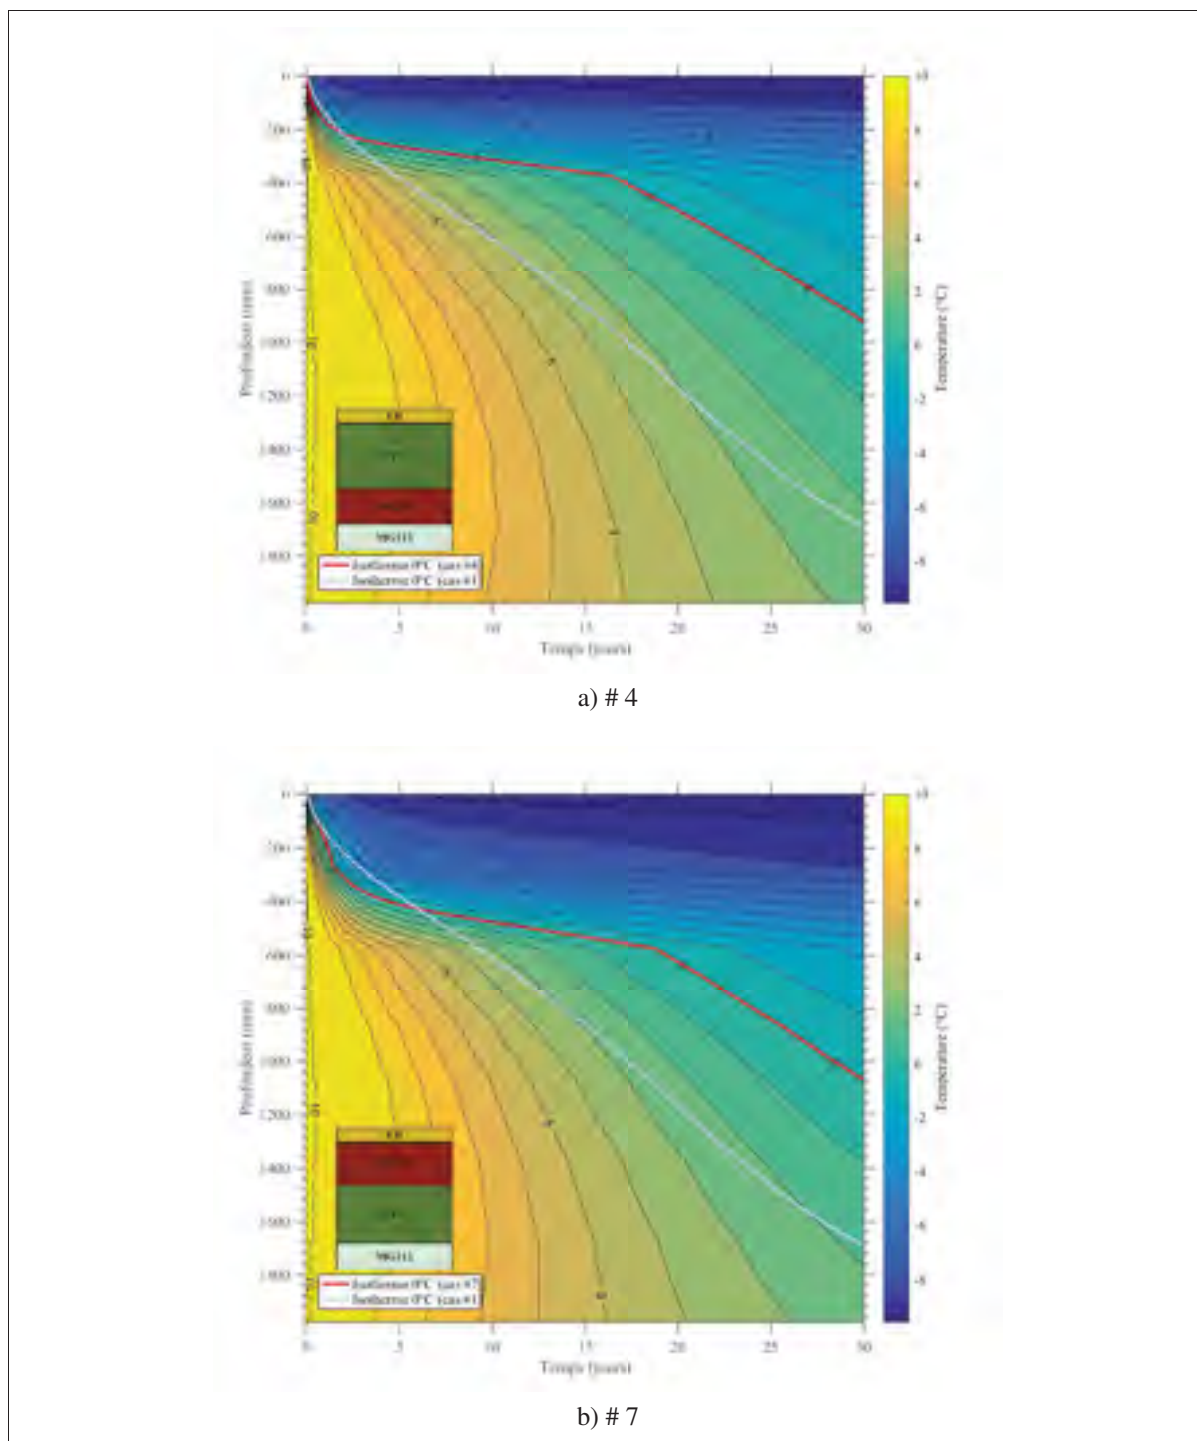 0
200
400
600
800
1000
1200
1400
1600
1800
Profondeur (mm)
10
8
6
4
2
0
-2
-4
-6
-8
Temperature (°C)
MG112
Isotherme 0°C (cas #4)
Isotherme 0°C (cas #1)
0 5 10 15 20 25 30
Temps (jours)
a) # 4
0
200
400
600
800
1000
1200
1400
1600
1800
Profondeur (mm)
10
8
6
4
2
0
-2
-4
-6
-8
Temperature (°C)
MG112
Isotherme 0°C (cas #7)
Isotherme 0°C (cas #1)
0 5 10 15 20 25 30
Temps (jours)
b) # 7